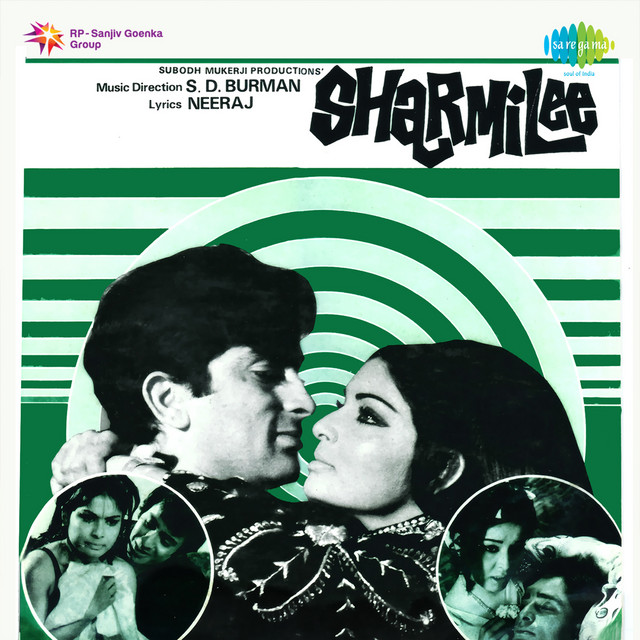 RP-Sanjiv Goenka
Group
sa re ga ma
soul of India
SUBODH MUKERJI PRODUCTIONS'
Music Direction S. D. BURMAN
Lyrics NEERAJ
SHARMiLEE